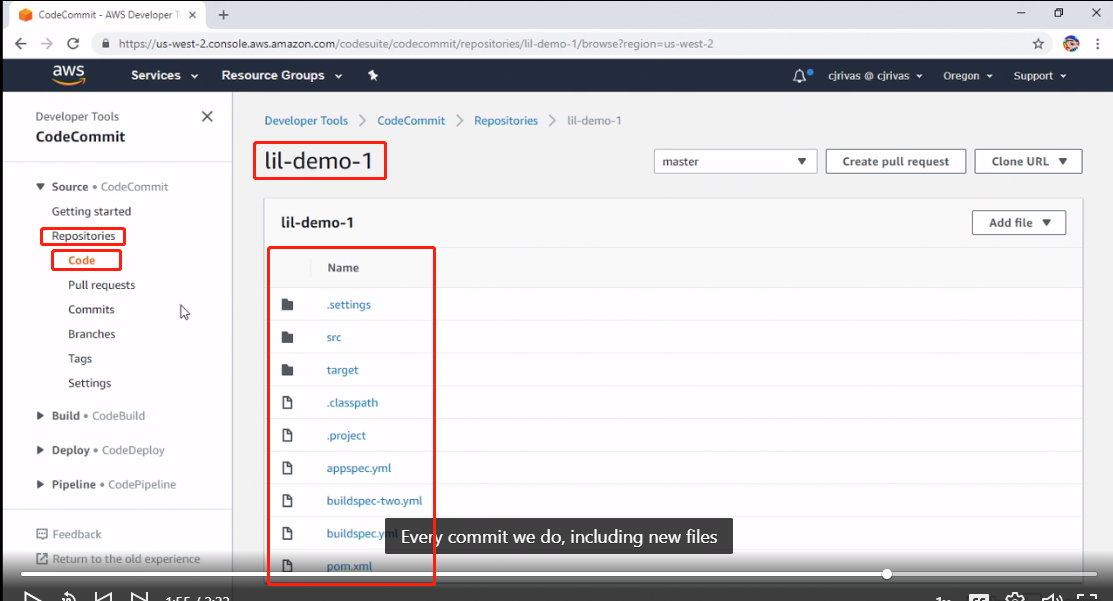 CodeCommit - AWS Developer T
https://us-west-2.console.aws.amazon.com/codesuite/codecommit/repositories/lil-demo-1/browse?region=us-west-2
aws Services Resource Groups cjrivas @ cjrivas Oregon Support
Developer Tools
CodeCommit
Source • CodeCommit
Getting started
Repositories
Code
Pull requests
Commits
Branches
Tags
Settings
Build • CodeBuild
Deploy • CodeDeploy
Pipeline • CodePipeline
Feedback
Return to the old experience
Developer Tools CodeCommit Repositories lil-demo-1
lil-demo-1
master Create pull request Clone URL
lil-demo-1
Add file
Name
.settings
src
target
.classpath
.project
appspec.yml
buildspec-two.yml
buildspec.yml
pom.xml
Every commit we do, including new files